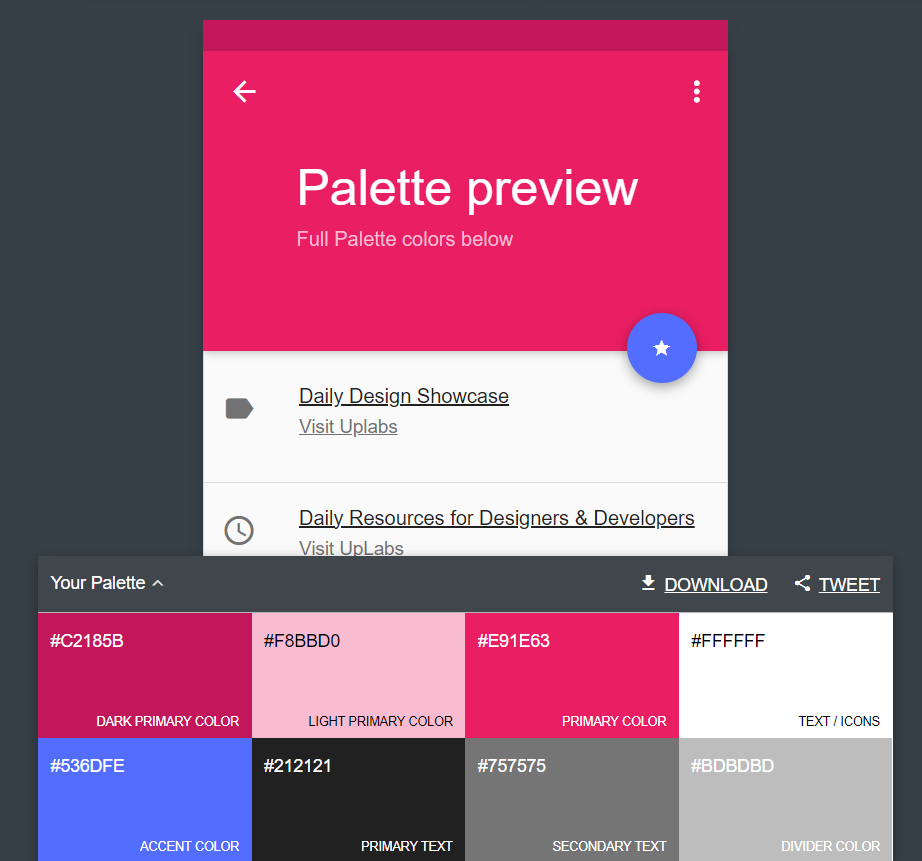 Palette preview
Full Palette colors below
Daily Design Showcase
Visit Uplabs
Daily Resources for Designers & Developers
Visit UpLabs
Your Palette
DOWNLOAD
TWEET
#C2185B
DARK PRIMARY COLOR
#F8BBD0
LIGHT PRIMARY COLOR
#E91E63
PRIMARY COLOR
#FFFFFF
TEXT / ICONS
#536DFE
ACCENT COLOR
#212121
PRIMARY TEXT
#757575
SECONDARY TEXT
#BDBDBD
DIVIDER COLOR